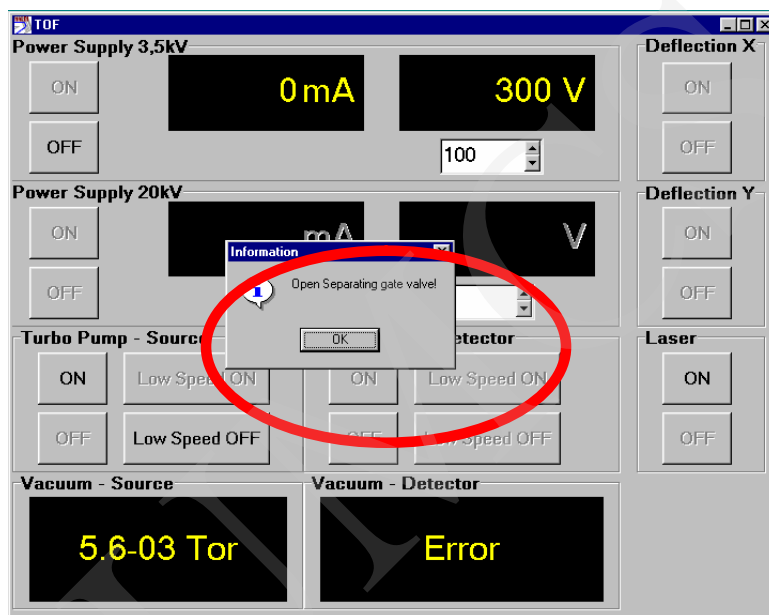 TOF
Power Supply 3,5kV
Deflection X
ON
0 mA
300 V
ON
OFF
100
OFF
Power Supply 20kV
Deflection Y
ON
mA
V
ON
Information
Open Separating gate valve!
OFF
OFF
OK
Turbo Pump - Source
etector
Laser
ON
Low Speed ON
ON
Low Speed ON
ON
OFF
Low Speed OFF
OFF
Low Speed OFF
OFF
Vacuum - Source
Vacuum - Detector
5.6-03 Tor
Error